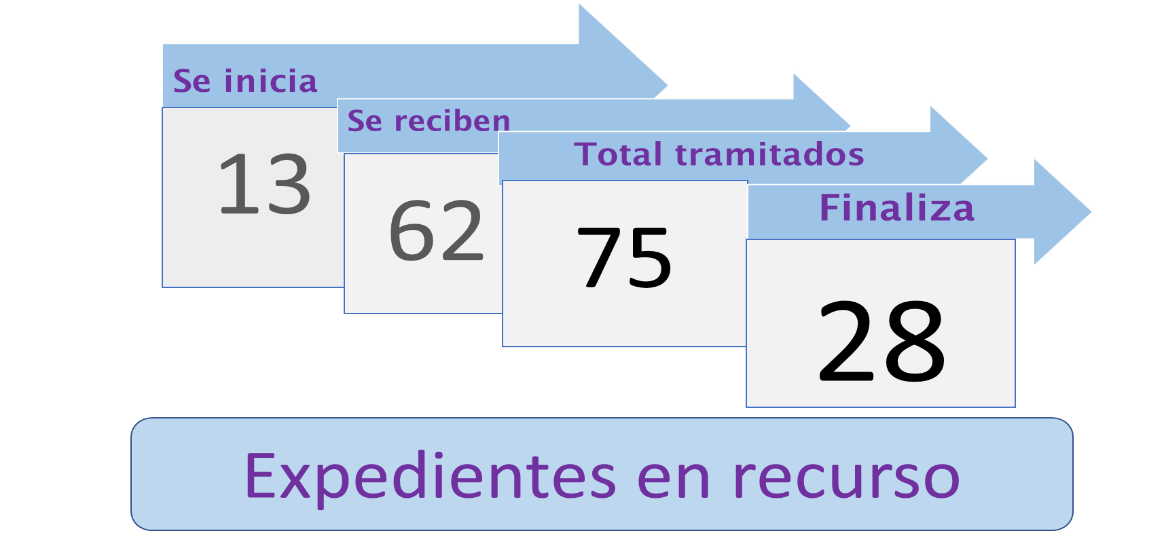 Se inicia
13
Se reciben
62
Total tramitados
75
Finaliza
28
Expedientes en recurso